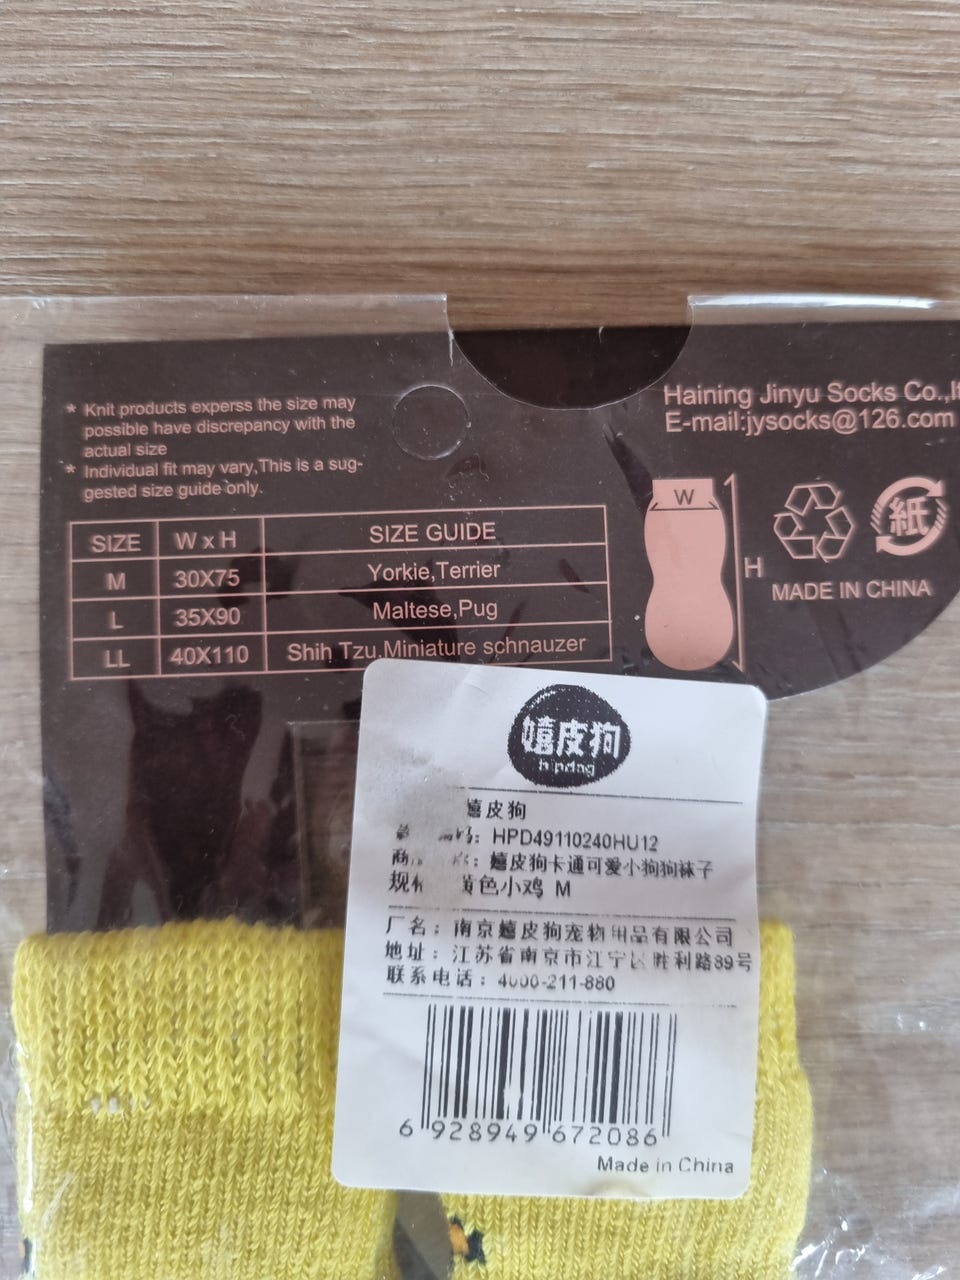 * Knit products experss the size may
possible have discrepancy with the
actual size
* Individual fit may vary,This is a sug-
gested size guide only.
Haining Jinyu Socks Co.,
E-mail:jysocks@126.com
SIZE W x H SIZE GUIDE
M 30X75 Yorkie,Terrier
L 35X90 Maltese,Pug
LL 40X110 Shih Tzu,Miniature schnauzer
W
H
紙
MADE IN CHINA
嬉皮狗
hipdog
嬉皮狗
HPD49110240HU12
嬉皮狗卡通可爱小狗狗袜子
黄色小鸡 M
厂名：南京嬉皮狗宠物用品有限公司
地址：江苏省南京市江宁区胜利路89号
联系电话：4000-211-880
6 928949 672086
Made in China